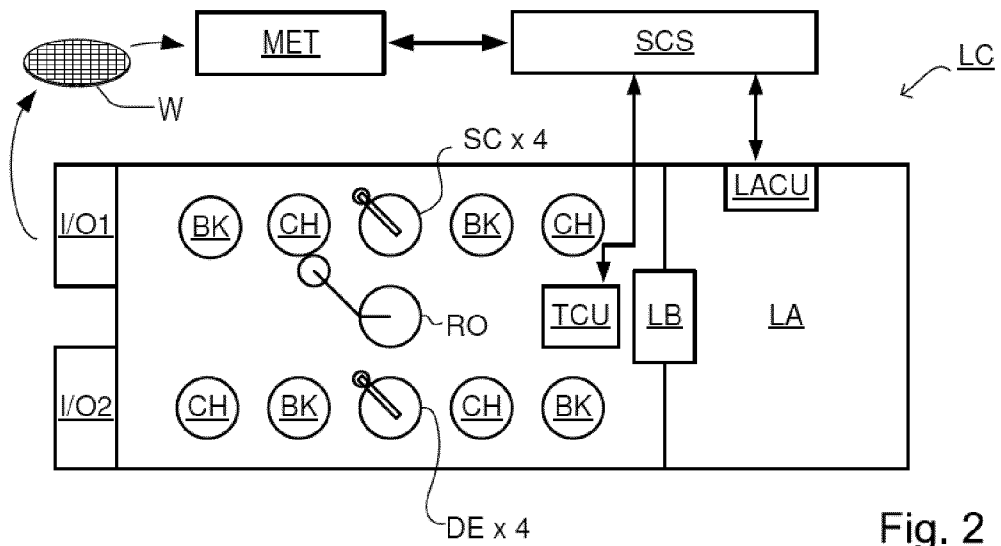 MET
SCS
LC
W
SC x 4
LACU
I/O1
BK
CH
BK
CH
RO
TCU
LB
LA
I/O2
CH
BK
CH
BK
DE x 4
Fig. 2